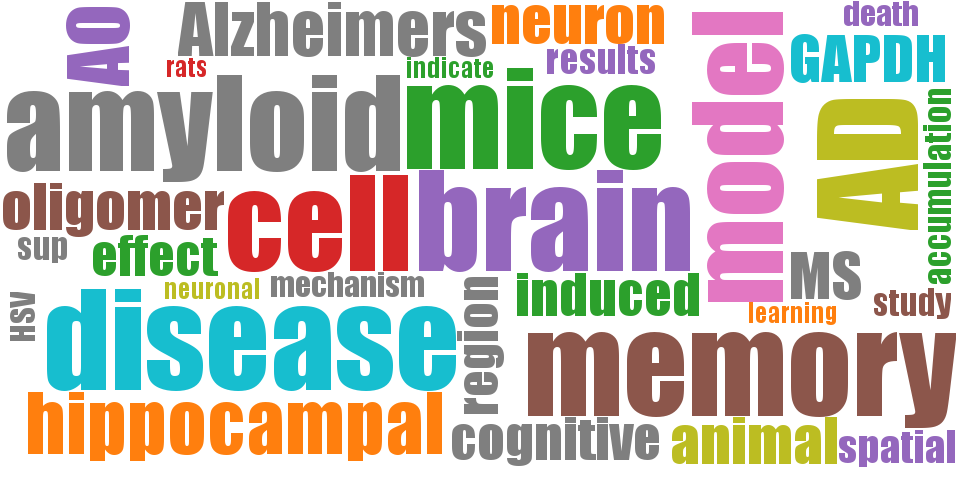 AO
Alzheimers
neuron
death
rats
indicate
results
model
GAPDH
amyloid
mice
AD
accumulation
oligomer
cell
brain
sup
effect
neuronal
mechanism
MS
HSV
disease
region
induced
learning
study
memory
hippocampal
cognitive
animal
spatial